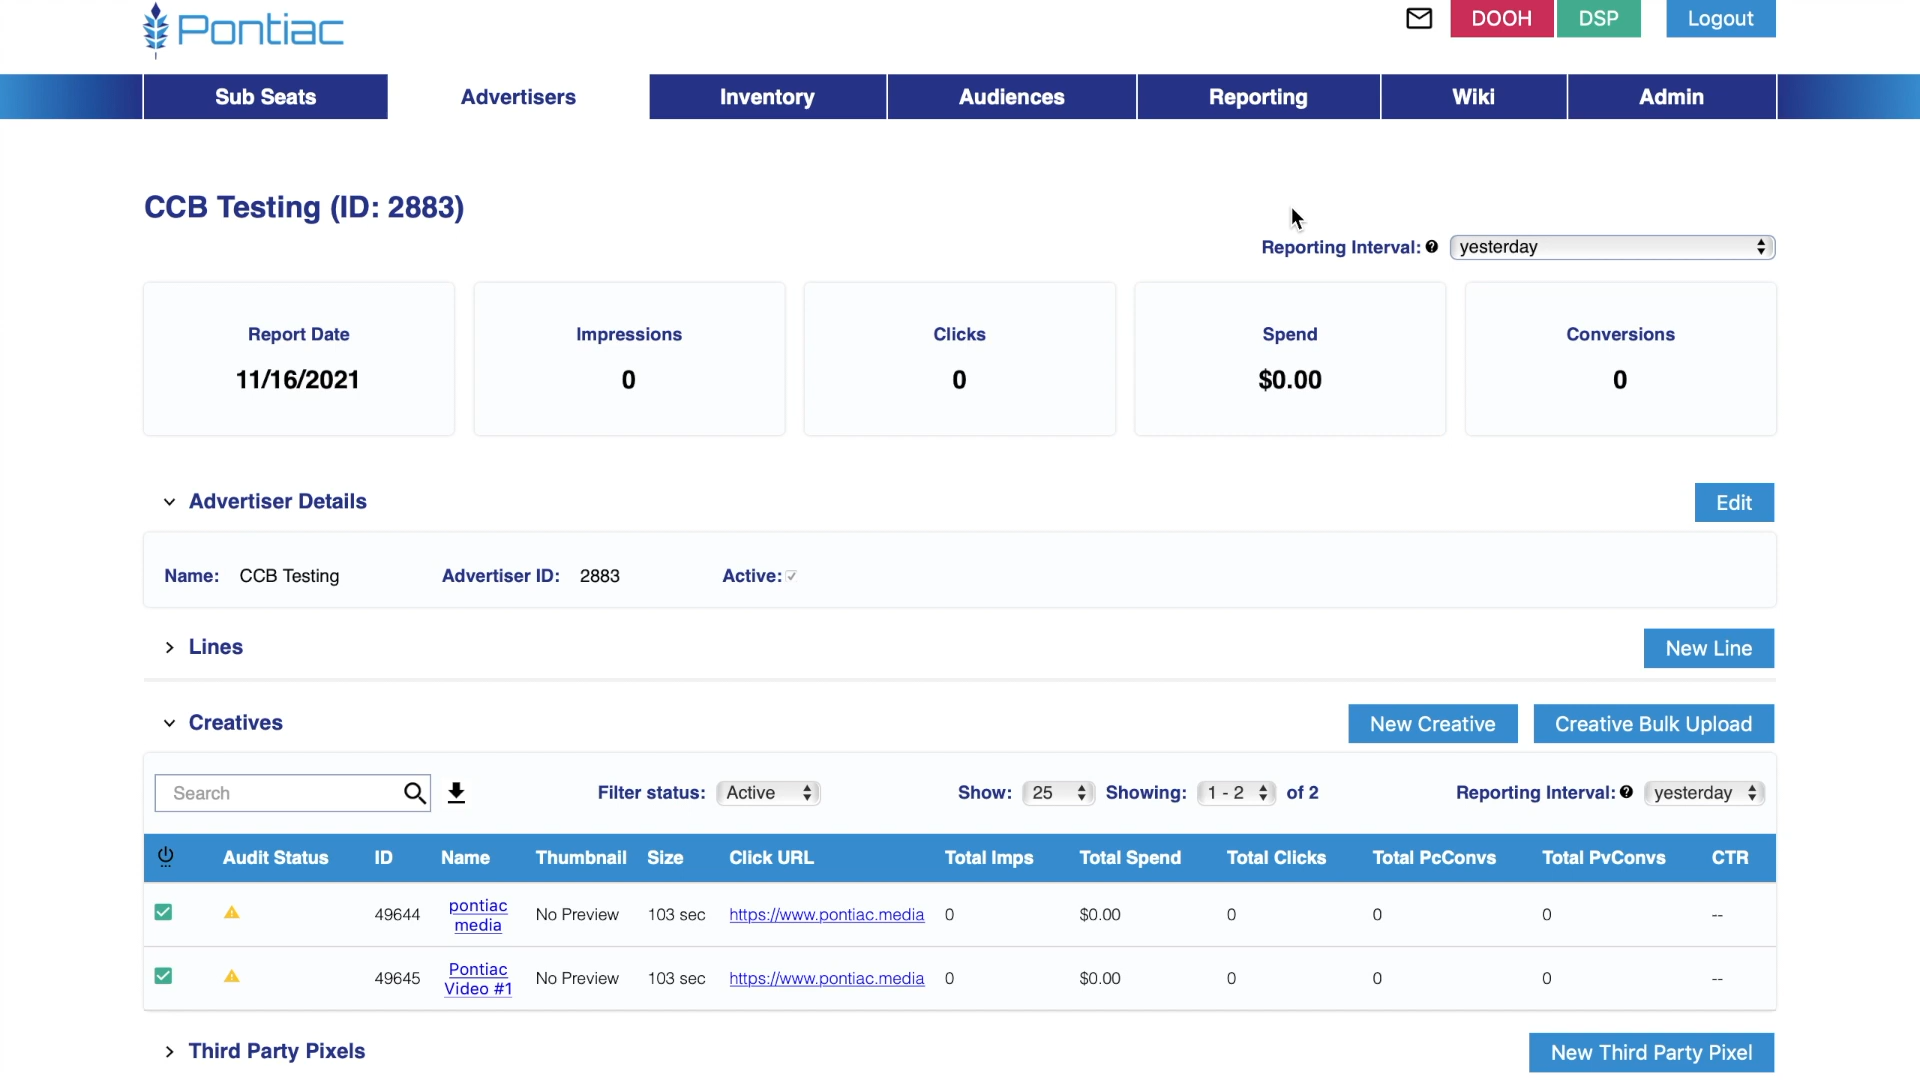 Pontiac
DOOH DSP Logout
Sub Seats Advertisers Inventory Audiences Reporting Wiki Admin
CCB Testing (ID: 2883)
Reporting Interval: yesterday
Report Date Impressions Clicks Spend Conversions
11/16/2021 0 0 $0.00 0
Advertiser Details Edit
Name: CCB Testing Advertiser ID: 2883 Active:
Lines New Line
Creatives New Creative Creative Bulk Upload
Search Filter status: Active Show: 25 Showing: 1 - 2 of 2 Reporting Interval: yesterday
Audit Status ID Name Thumbnail Size Click URL Total Imps Total Spend Total Clicks Total PcConvs Total PvConvs CTR
49644 pontiac media No Preview 103 sec https://www.pontiac.media 0 $0.00 0 0 0 --
49645 Pontiac Video #1 No Preview 103 sec https://www.pontiac.media 0 $0.00 0 0 0 --
Third Party Pixels New Third Party Pixel